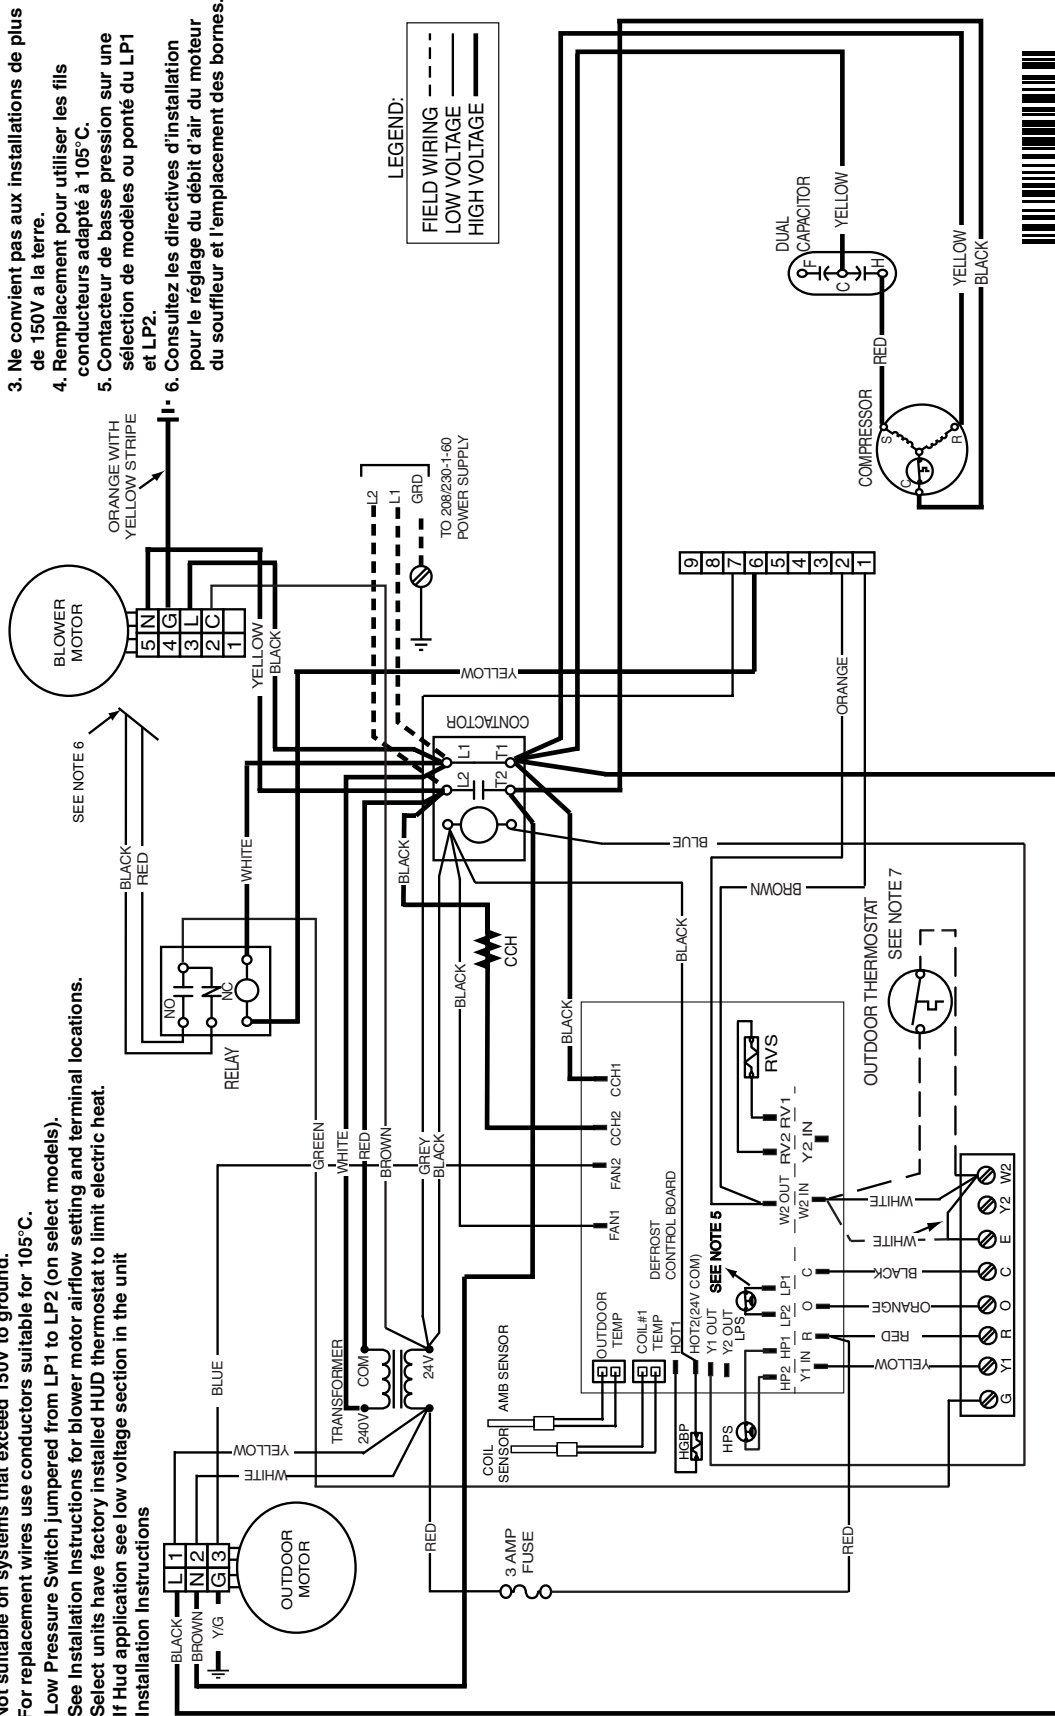 Not suitable on systems that exceed 150V to ground.
For replacement wires use conductors suitable for 105°C.
Low Pressure Switch jumpered from LP1 to LP2 (on select models).
See Installation Instructions for blower motor airflow setting and terminal locations.
Select units have factory installed HUD thermostat to limit electric heat.
If Hud application see low voltage section in the unit
Installation Instructions
3. Ne convient pas aux installations de plus
de 150V a la terre.
4. Remplacement pour utiliser les fils
conducteurs adapté à 105°C.
5. Contacteur de basse pression sur une
sélection de modèles ou ponté du LP1
et LP2.
6. Consultez les directives d'installation
pour le réglage du débit d'air du moteur
du souffleur et l'emplacement des bornes.
LEGEND:
FIELD WIRING
LOW VOLTAGE
HIGH VOLTAGE
BLOWER
MOTOR
5 N
4 G
3 L
2 C
1
ORANGE WITH
YELLOW STRIPE
SEE NOTE 6
BLACK
RED
WHITE
YELLOW
BLACK
RELAY
NO
NC
L2
L1
GRD
TO 208/230-1-60
POWER SUPPLY
GREEN
WHITE
RED
BROWN
GREY
BLACK
BLUE
OUTDOOR
MOTOR
L 1
N 2
G 3
BLACK
BROWN
Y/G
YELLOW
WHITE
TRANSFORMER
240V
COM
24V
RED
3 AMP
FUSE
RED
CONTACTOR
L2
L1
T2
T1
YELLOW
BLACK
CCH
BLACK
BLACK
BLACK
BLUE
BROWN
ORANGE
9
8
7
6
5
4
3
2
1
COMPRESSOR
S
C
R
RED
DUAL
CAPACITOR
F
C
H
YELLOW
YELLOW
BLACK
COIL
SENSOR
AMB SENSOR
OUTDOOR
TEMP
COIL#1
TEMP
FAN1
FAN2
CCH2
CCH1
DEFROST
CONTROL BOARD
HOT1
HOT2(24V COM)
Y1 OUT
Y2 OUT
SEE NOTE 5
LPS
HGBP
HPS
HP2
HP1
LP2
LP1
W2 OUT
RV2
RV1
RVS
Y1 IN
R
O
C
W2 IN
Y2 IN
OUTDOOR THERMOSTAT
SEE NOTE 7
YELLOW
RED
ORANGE
BLACK
WHITE
WHITE
G
Y1
R
O
C
E
Y2
W2